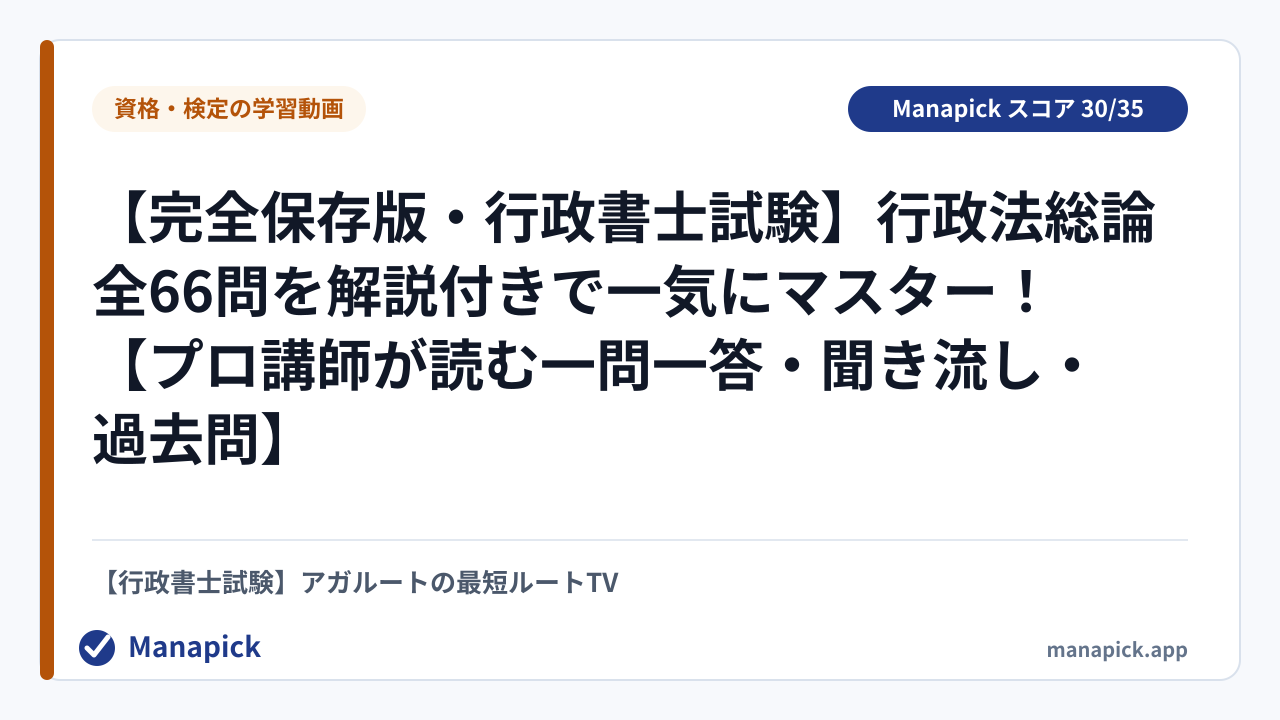 資格・検定の学習動画
Manapick スコア 30/35
【完全保存版・行政書士試験】行政法総論
全66問を解説付きで一気にマスター！
【プロ講師が読む一問一答・聞き流し・
過去問】
【行政書士試験】アガルートの最短ルートTV
Manapick
manapick.app